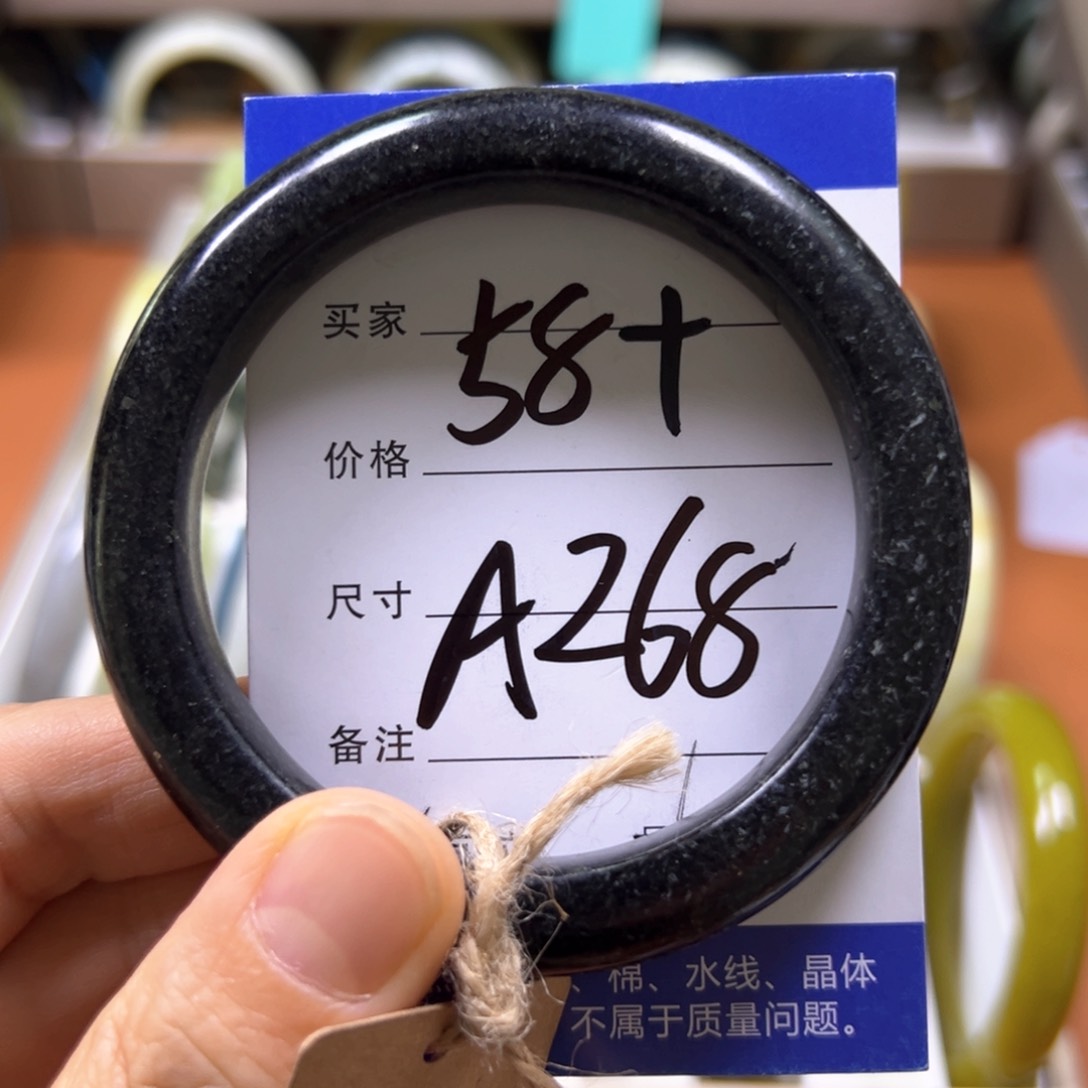 买家 58+
价格
尺寸 A268
备注
、棉、水线、晶体
不属于质量问题。